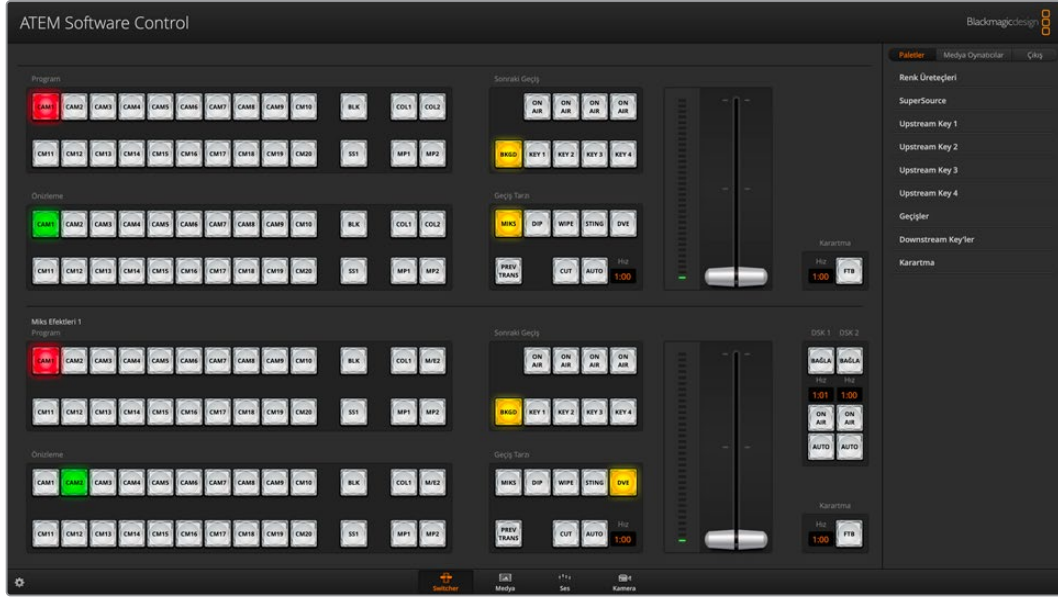 ATEM Software Control
Blackmagicdesign
Paletler Medya Oynatıcılar Çıkış
Renk Üreteçleri
SuperSource
Upstream Key 1
Upstream Key 2
Upstream Key 3
Upstream Key 4
Geçişler
Downstream Key'ler
Karartma
Program
CAM1 CAM2 CAM3 CAM4 CAM5 CAM6 CAM7 CAM8 CAM9 CM10 BLK COL1 COL2
CM11 CM12 CM13 CM14 CM15 CM16 CM17 CM18 CM19 CM20 SS1 MP1 MP2
Sonraki Geçiş
ON AIR ON AIR ON AIR ON AIR
BKGD KEY 1 KEY 2 KEY 3 KEY 4
Önizleme
CAM1 CAM2 CAM3 CAM4 CAM5 CAM6 CAM7 CAM8 CAM9 CM10 BLK COL1 COL2
CM11 CM12 CM13 CM14 CM15 CM16 CM17 CM18 CM19 CM20 SS1 MP1 MP2
Geçiş Tarzı
MIKS DIP WIPE STING DVE
Hız
PREV TRANS CUT AUTO 1:00
Karartma
Hız
1:00 FTB
Miks Efektleri 1
Program
CAM1 CAM2 CAM3 CAM4 CAM5 CAM6 CAM7 CAM8 CAM9 CM10 BLK COL1 M/E2
CM11 CM12 CM13 CM14 CM15 CM16 CM17 CM18 CM19 CM20 SS1 MP1 MP2
Sonraki Geçiş
ON AIR ON AIR ON AIR ON AIR
BKGD KEY 1 KEY 2 KEY 3 KEY 4
DSK 1 DSK 2
BAĞLA BAĞLA
Hız Hız
1:01 1:00
ON AIR ON AIR
AUTO AUTO
Önizleme
CAM1 CAM2 CAM3 CAM4 CAM5 CAM6 CAM7 CAM8 CAM9 CM10 BLK COL1 M/E2
CM11 CM12 CM13 CM14 CM15 CM16 CM17 CM18 CM19 CM20 SS1 MP1 MP2
Geçiş Tarzı
MIKS DIP WIPE STING DVE
Hız
PREV TRANS CUT AUTO 1:00
Karartma
Hız
1:00 FTB
Switcher Medya Ses Kamera